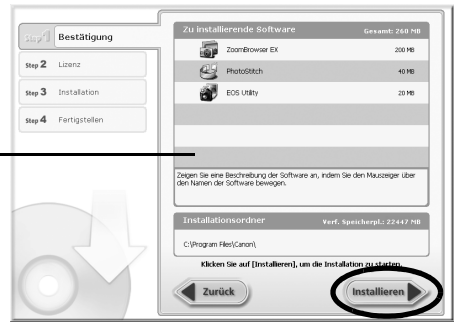 Step 1 Bestätigung
Step 2 Lizenz
Step 3 Installation
Step 4 Fertigstellen
Zu installierende Software Gesamt: 260 MB
ZoomBrowser EX 200 MB
PhotoStitch 40 MB
EOS Utility 20 MB
Zeigen Sie eine Beschreibung der Software an, indem Sie den Mauszeiger über
den Namen der Software bewegen.
Installationsordner Verf. Speicherpl.: 22447 MB
C:\Program Files\Canon\
Klicken Sie auf [Installieren], um die Installation zu starten.
Zurück
Installieren